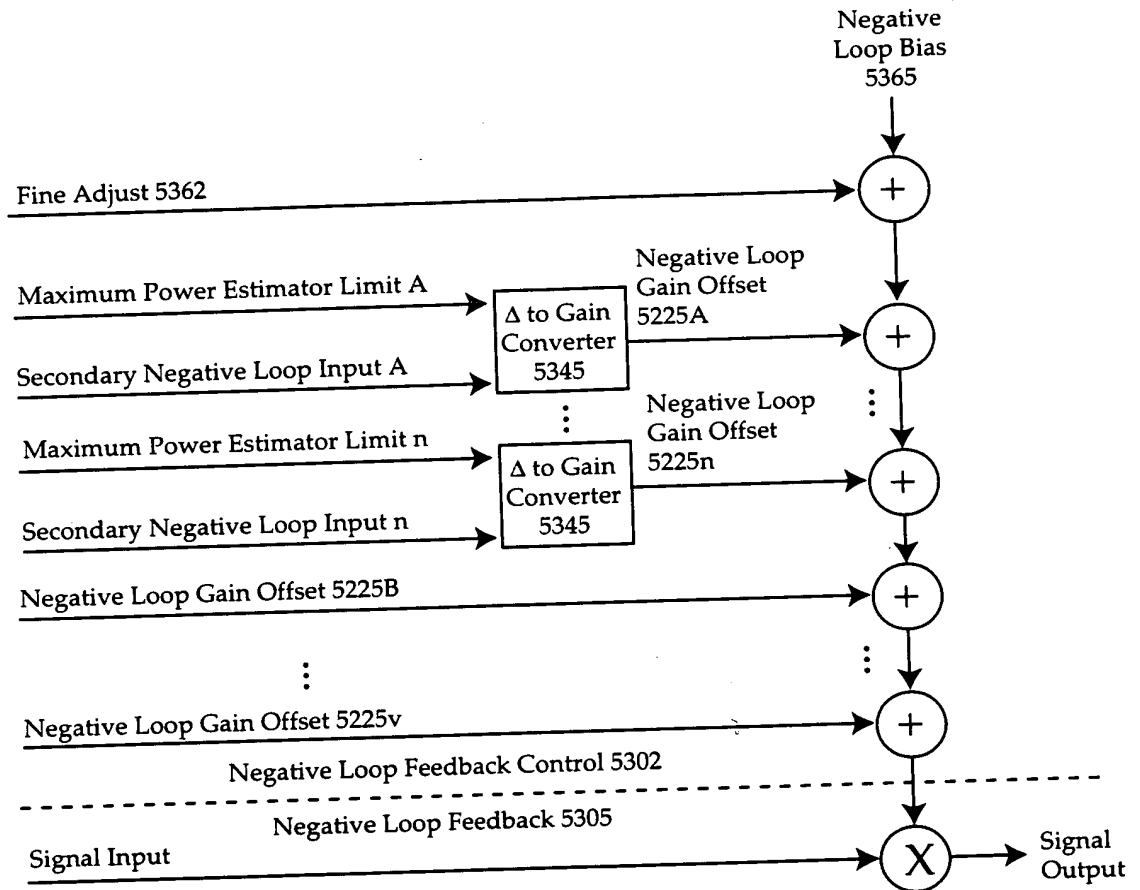 Negative
Loop Bias
5365
Fine Adjust 5362
+
Maximum Power Estimator Limit A
Δ to Gain
Converter
5345
Negative Loop
Gain Offset
5225A
+
Secondary Negative Loop Input A
Maximum Power Estimator Limit n
Δ to Gain
Converter
5345
Negative Loop
Gain Offset
5225n
+
Secondary Negative Loop Input n
Negative Loop Gain Offset 5225B
+
Negative Loop Gain Offset 5225v
+
Negative Loop Feedback Control 5302
Negative Loop Feedback 5305
Signal Input
X
Signal
Output